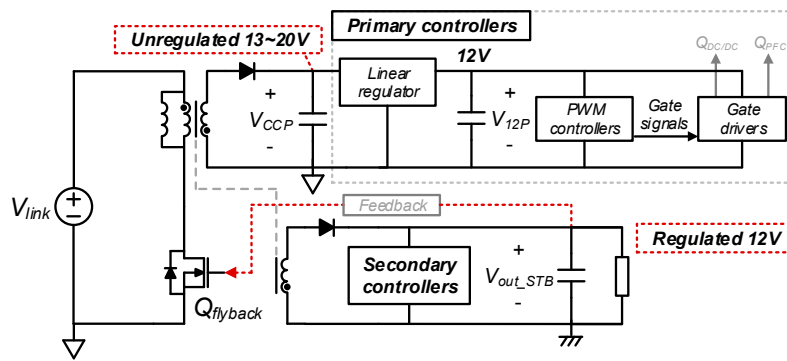 Primary controllers
Unregulated 13~20V
12V
Q_DC/DC
Q_PFC
Linear
regulator
+
V_CCP
-
+
V_12P
-
PWM
controllers
Gate
signals
Gate
drivers
V_link
Feedback
Regulated 12V
Q_flyback
Secondary
controllers
+
V_out_STB
-